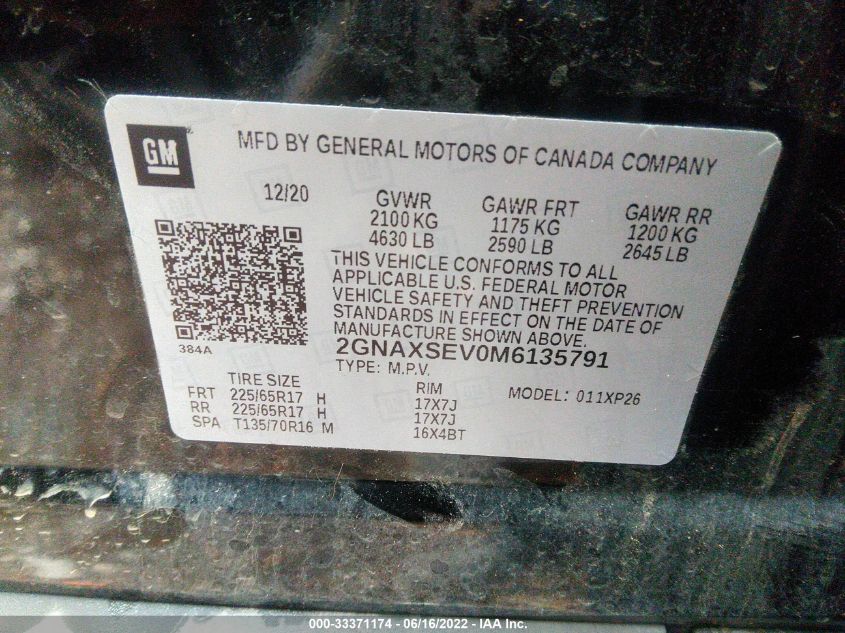 GM
MFD BY GENERAL MOTORS OF CANADA COMPANY
12/20 GVWR GAWR FRT GAWR RR
2100 KG 1175 KG 1200 KG
4630 LB 2590 LB 2645 LB
THIS VEHICLE CONFORMS TO ALL
APPLICABLE U.S. FEDERAL MOTOR
VEHICLE SAFETY AND THEFT PREVENTION
STANDARDS IN EFFECT ON THE DATE OF
MANUFACTURE SHOWN ABOVE.
384A
2GNAXSEV0M6135791
TYPE: M.P.V.
TIRE SIZE RIM MODEL: 011XP26
FRT 225/65R17 H 17X7J
RR 225/65R17 H 17X7J
SPA T135/70R16 M 16X4BT
000-33371174 - 06/16/2022 - IAA Inc.